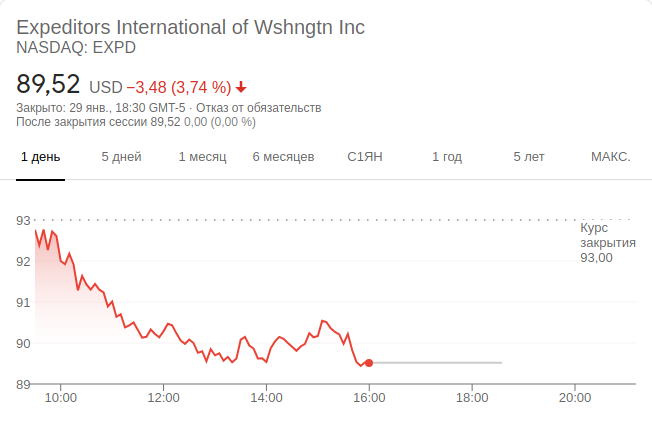 Expeditors International of Wshngtn Inc
NASDAQ: EXPD
89,52 USD −3,48 (3,74 %)
Закрыто: 29 янв., 18:30 GMT-5 · Отказ от обязательств
После закрытия сессии 89,52 0,00 (0,00 %)
1 день 5 дней 1 месяц 6 месяцев С1ЯН 1 год 5 лет МАКС.
93
Курс
закрытия
93,00
92
91
90
89
10:00 12:00 14:00 16:00 18:00 20:00